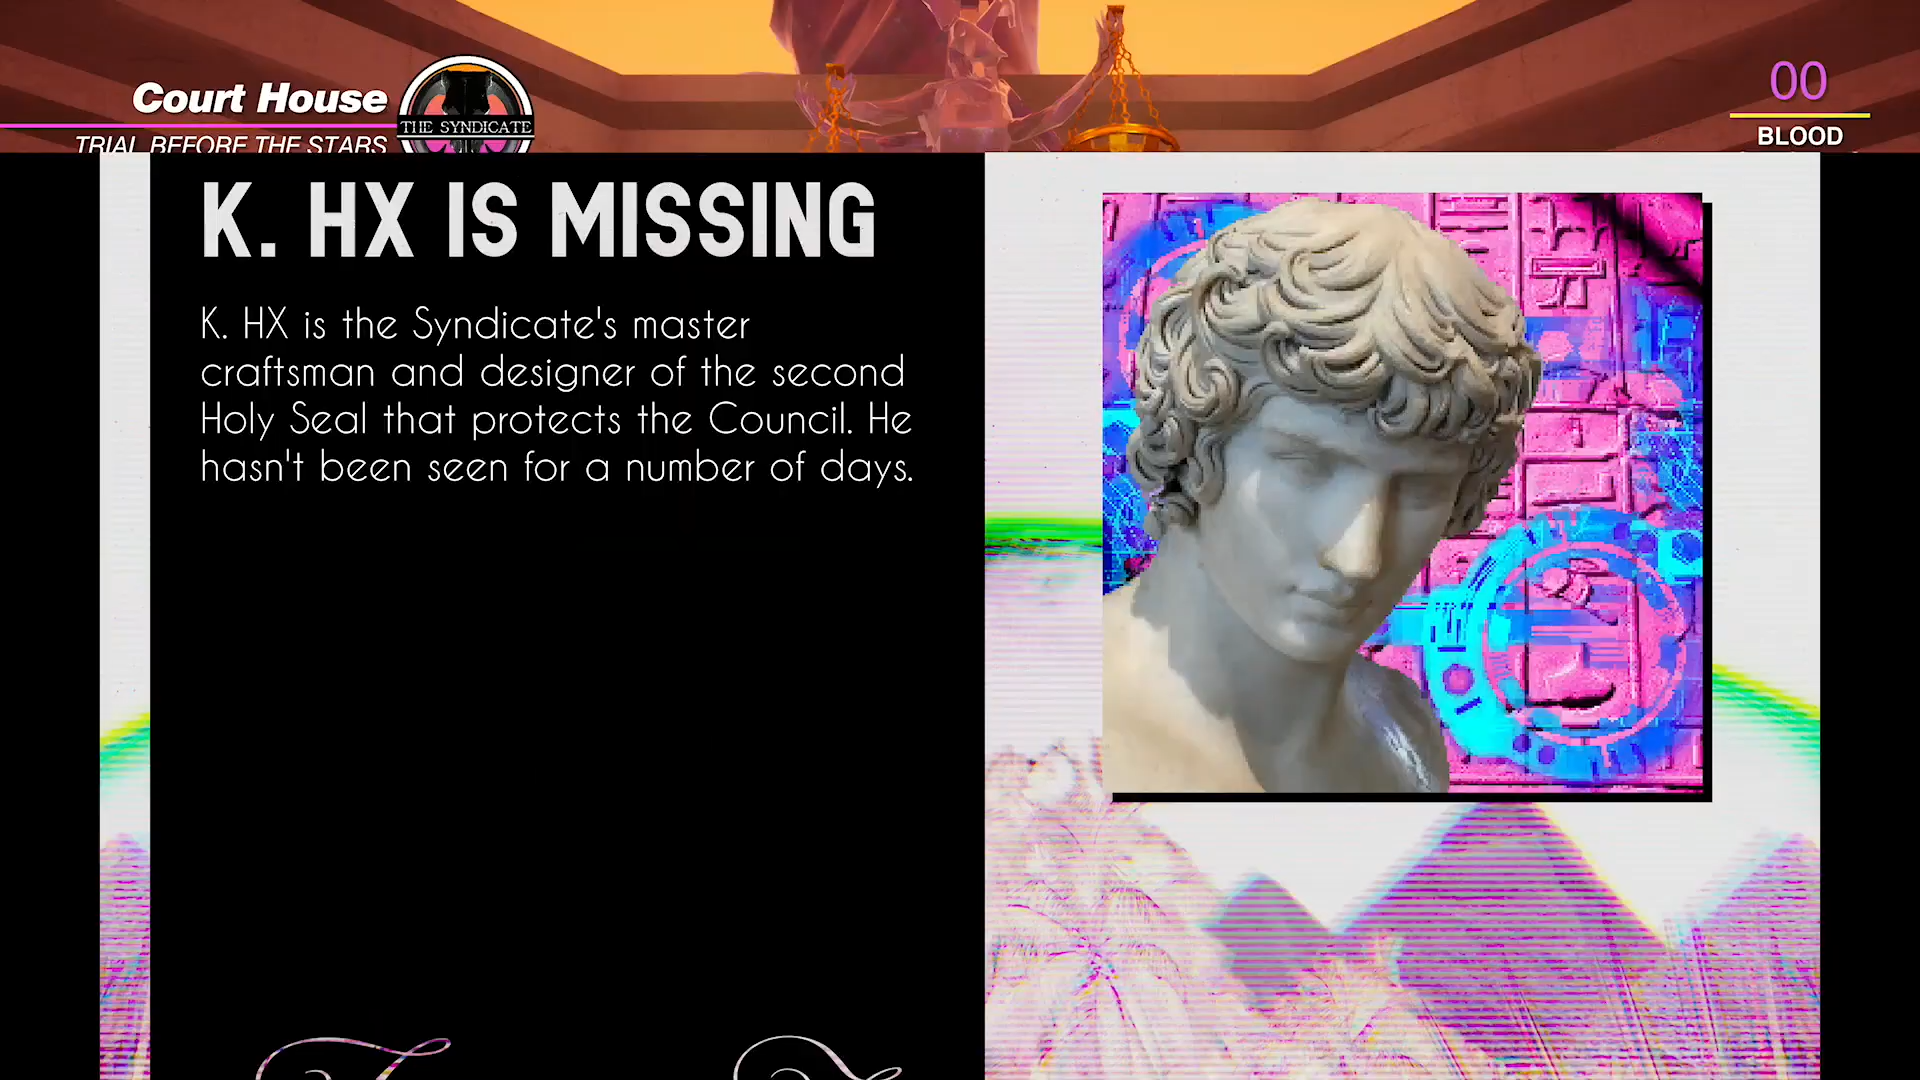 Court House
TRIAL BEFORE THE STARS
THE SYNDICATE
00
BLOOD
K. HX IS MISSING
K. HX is the Syndicate's master
craftsman and designer of the second
Holy Seal that protects the Council. He
hasn't been seen for a number of days.